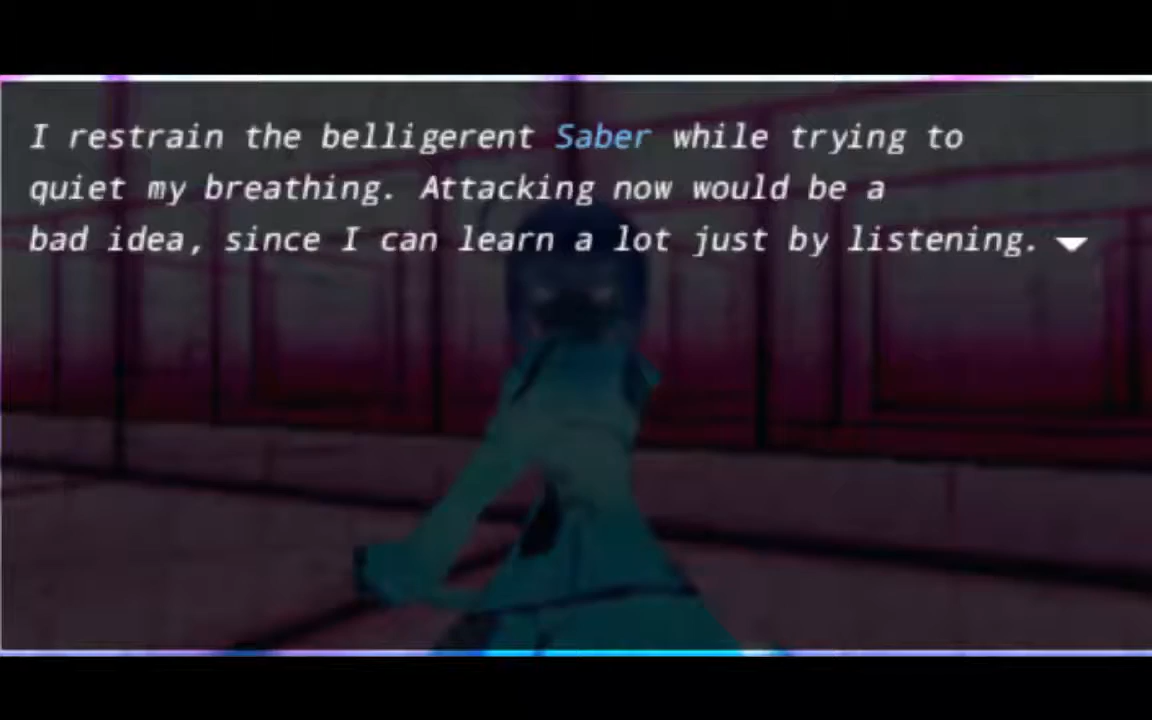 I restrain the belligerent Saber while trying to
quiet my breathing. Attacking now would be a
bad idea, since I can learn a lot just by listening.